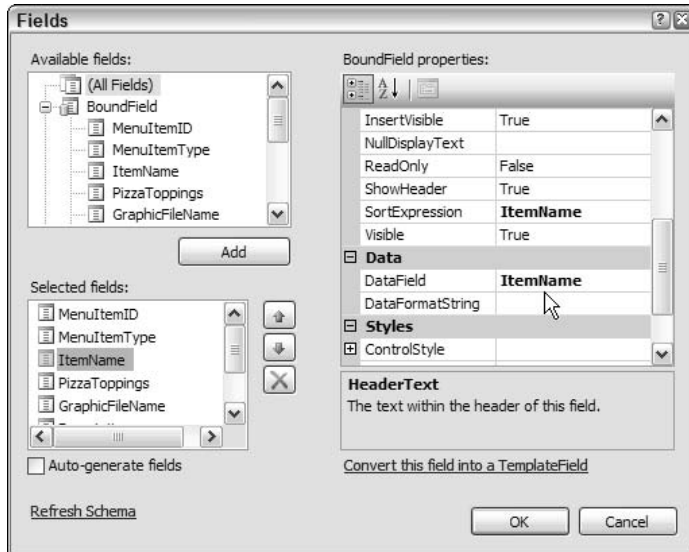 Fields
Available fields:
(All Fields)
BoundField
MenuItemID
MenuItemType
ItemName
PizzaToppings
GraphicFileName
Add
Selected fields:
MenuItemID
MenuItemType
ItemName
PizzaToppings
GraphicFileName
Auto-generate fields
Refresh Schema
BoundField properties:
InsertVisible True
NullDisplayText
ReadOnly False
ShowHeader True
SortExpression ItemName
Visible True
Data
DataField ItemName
DataFormatString
Styles
ControlStyle
HeaderText
The text within the header of this field.
Convert this field into a TemplateField
OK Cancel